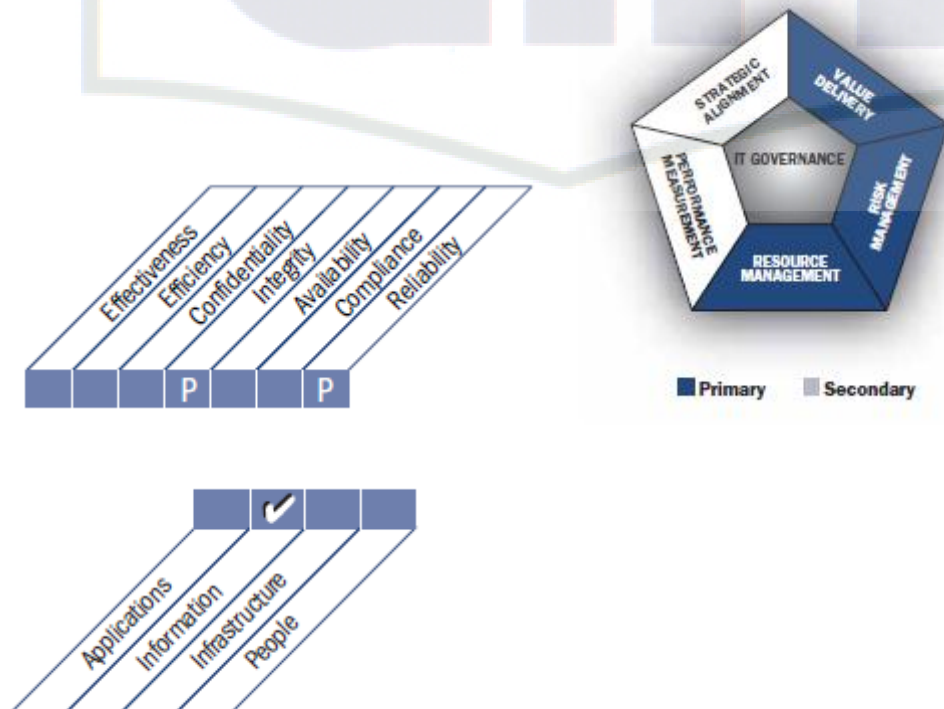 STRATEGIC
ALIGNMENT
VALUE
DELIVERY
IT GOVERNANCE
PERFORMANCE
MEASUREMENT
RISK
MANAGEMENT
RESOURCE
MANAGEMENT
Primary Secondary
Effectiveness
Efficiency
Confidentiality
Integrity
Availability
Compliance
Reliability
P P
✔
Applications
Information
Infrastructure
People